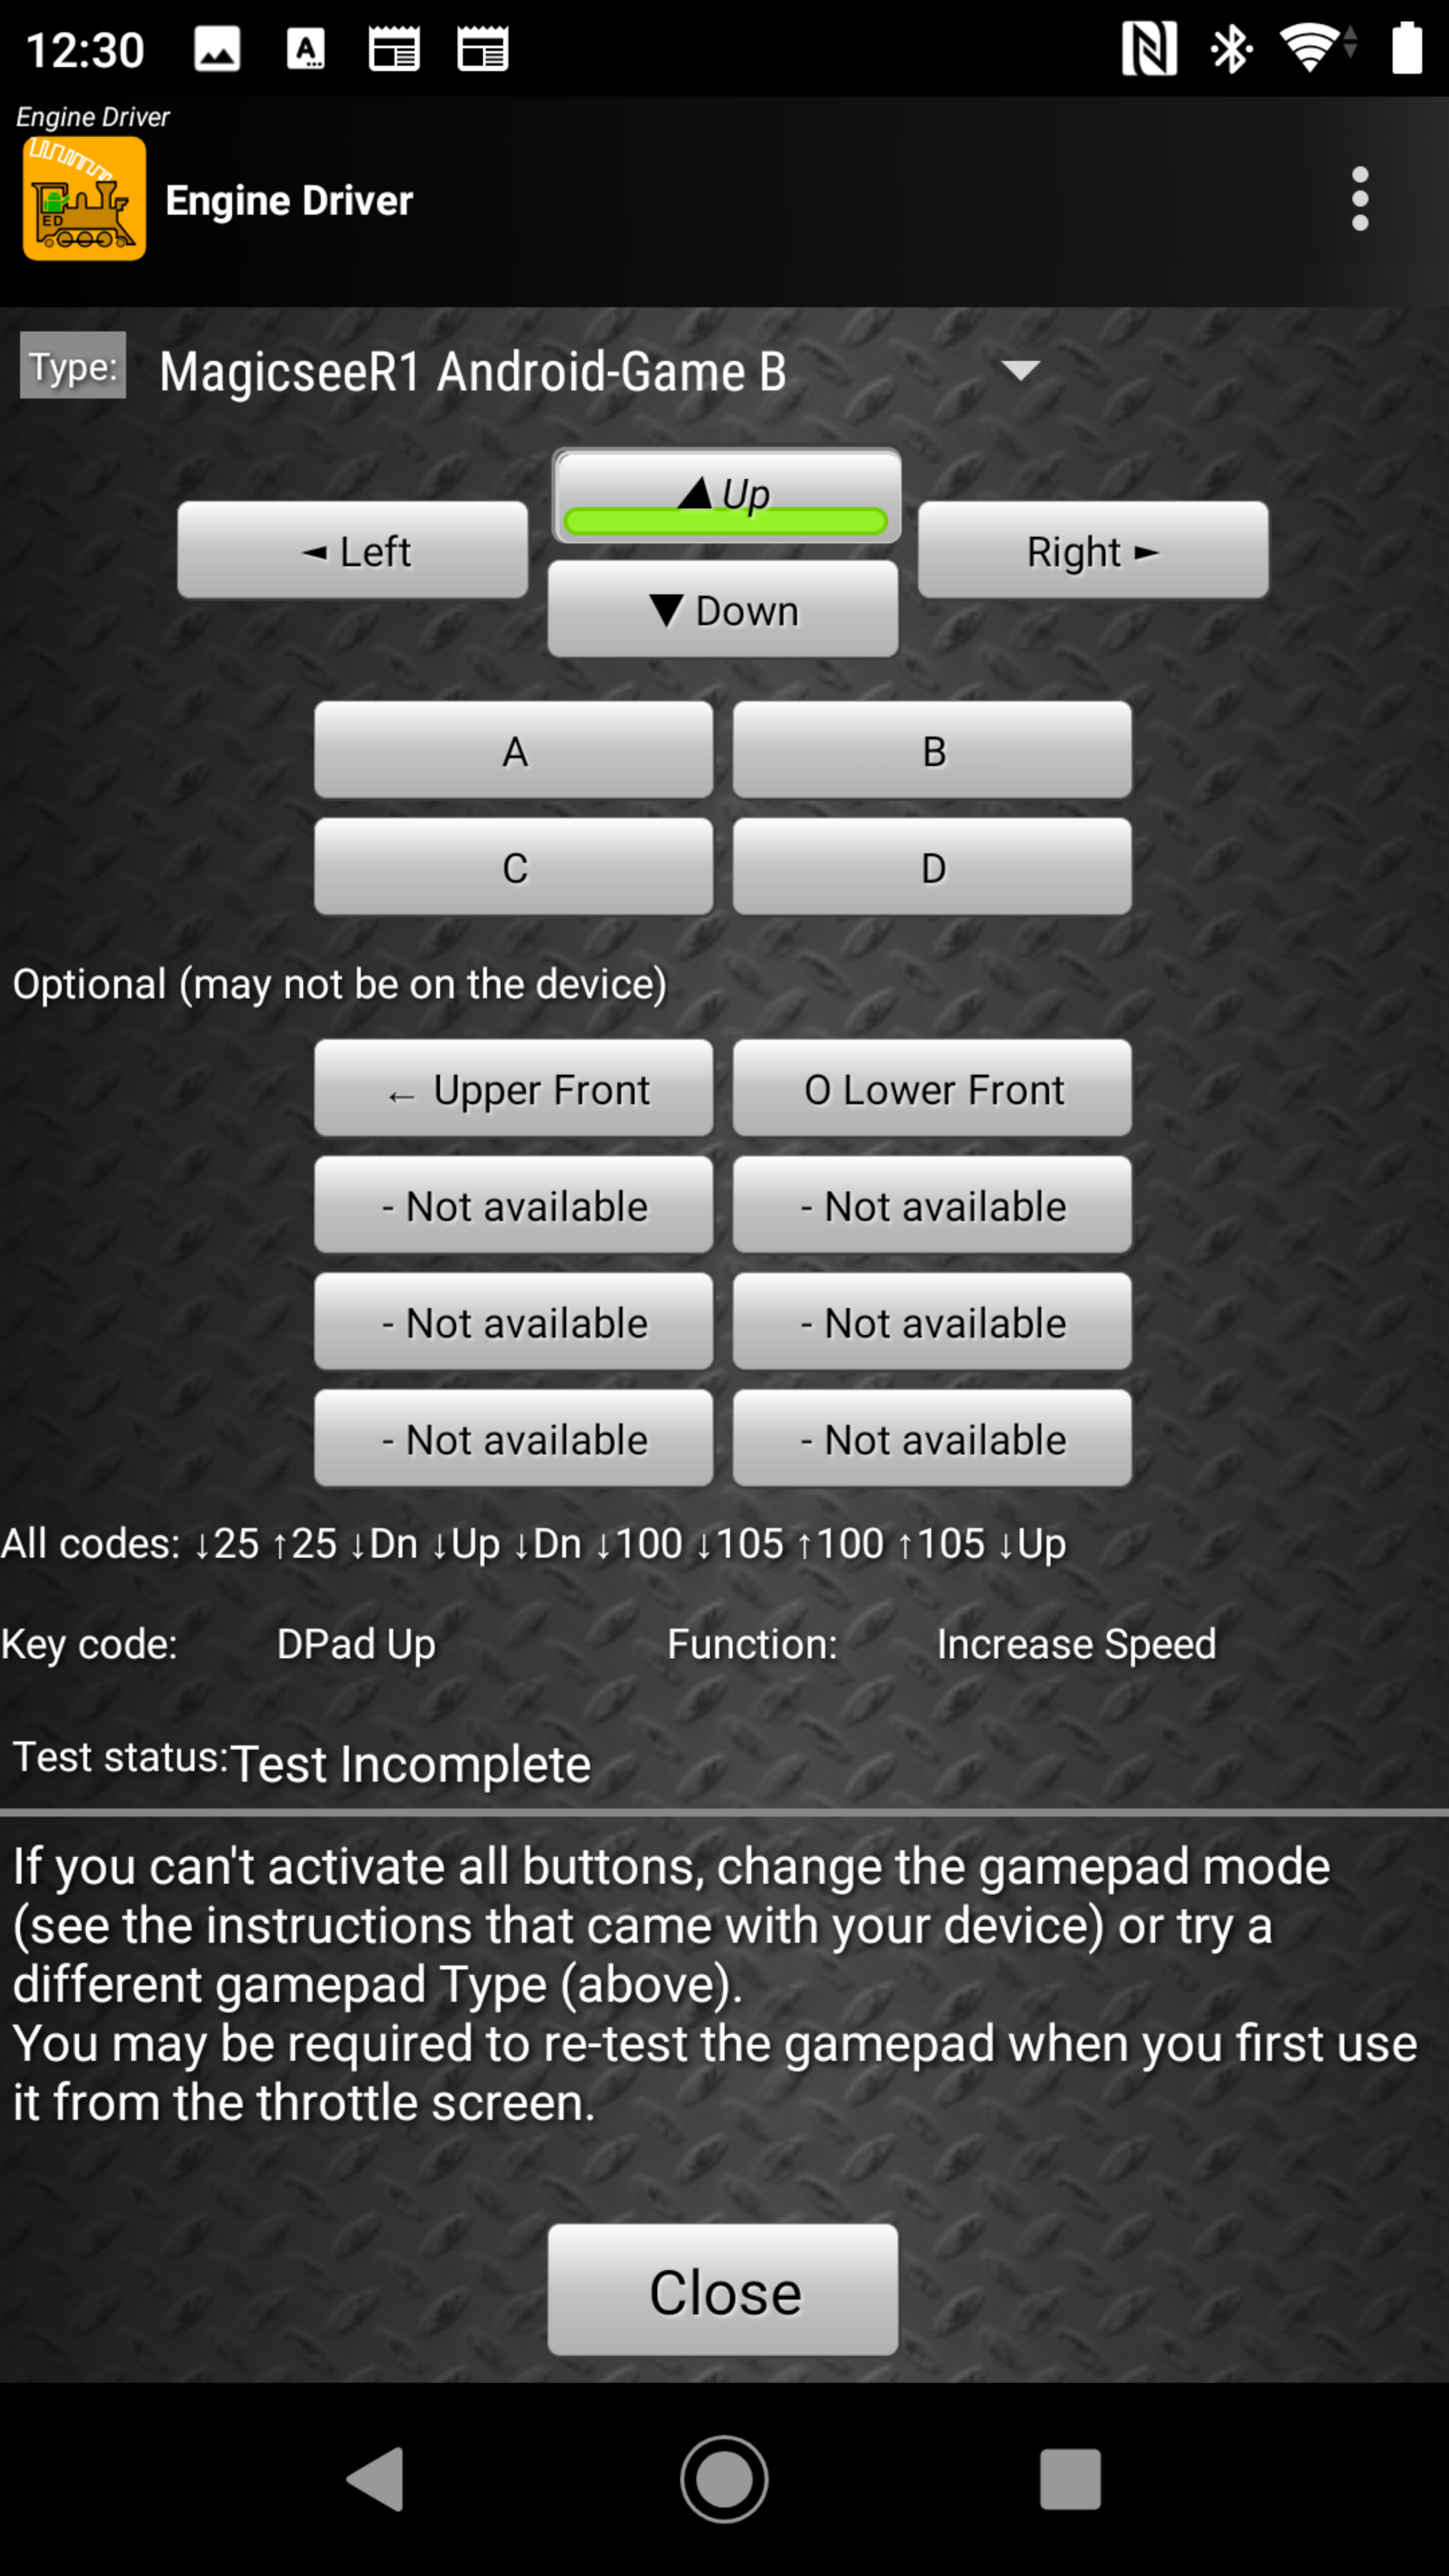 12:30
Engine Driver
ED
Engine Driver
Type: MagicseeR1 Android-Game B
▲ Up
◄ Left
Right ►
▼ Down
A B
C D
Optional (may not be on the device)
← Upper Front O Lower Front
- Not available - Not available
- Not available - Not available
- Not available - Not available
All codes: ↓25 ↑25 ↓Dn ↓Up ↓Dn ↓100 ↓105 ↑100 ↑105 ↓Up
Key code: DPad Up Function: Increase Speed
Test status: Test Incomplete
If you can't activate all buttons, change the gamepad mode
(see the instructions that came with your device) or try a
different gamepad Type (above).
You may be required to re-test the gamepad when you first use
it from the throttle screen.
Close